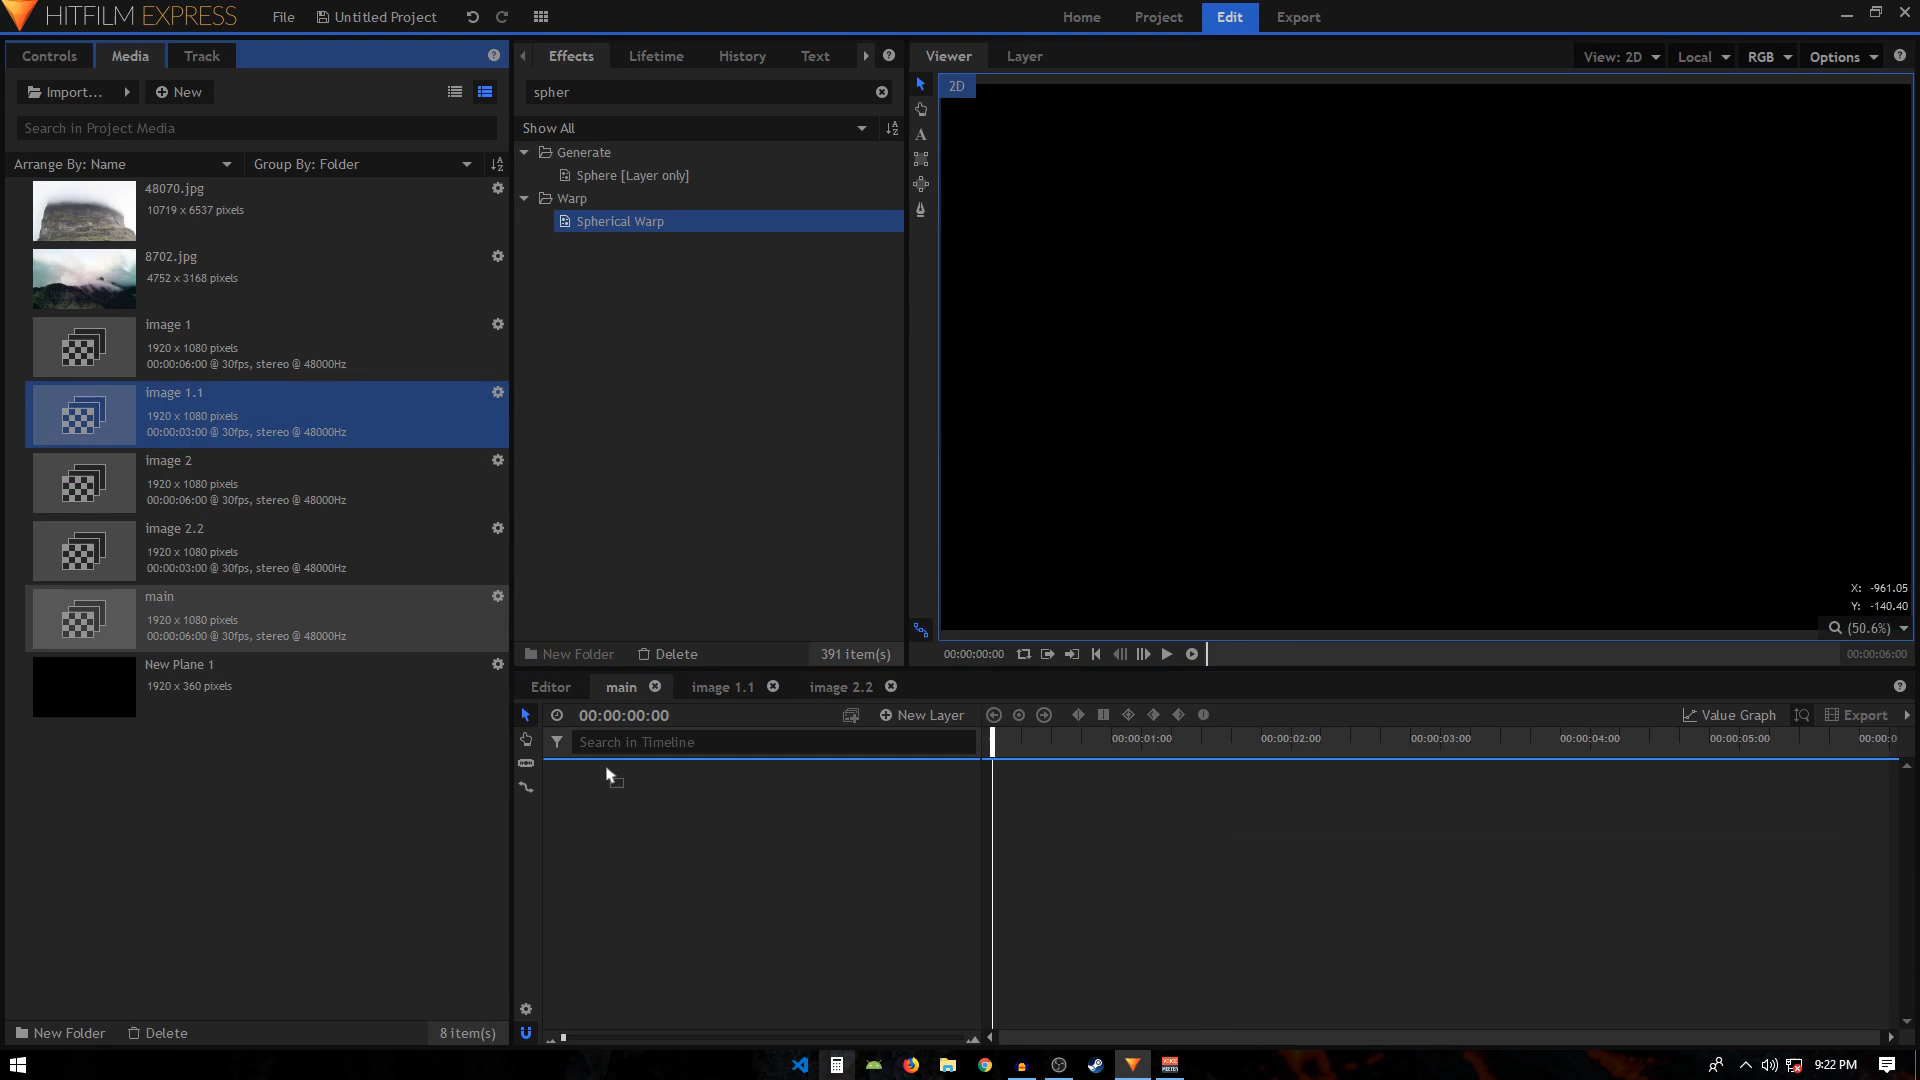 HITFILM EXPRESS
File
Untitled Project
Home
Project
Edit
Export
Controls
Media
Track
Import...
New
Search in Project Media
Arrange By: Name
Group By: Folder
48070.jpg
10719 x 6537 pixels
8702.jpg
4752 x 3168 pixels
image 1
1920 x 1080 pixels
00:00:06:00 @ 30fps, stereo @ 48000Hz
image 1.1
1920 x 1080 pixels
00:00:03:00 @ 30fps, stereo @ 48000Hz
image 2
1920 x 1080 pixels
00:00:06:00 @ 30fps, stereo @ 48000Hz
image 2.2
1920 x 1080 pixels
00:00:03:00 @ 30fps, stereo @ 48000Hz
main
1920 x 1080 pixels
00:00:06:00 @ 30fps, stereo @ 48000Hz
New Plane 1
1920 x 360 pixels
New Folder
Delete
8 item(s)
Effects
Lifetime
History
Text
spher
Show All
Generate
Sphere [Layer only]
Warp
Spherical Warp
New Folder
Delete
391 item(s)
Viewer
Layer
View: 2D
Local
RGB
Options
2D
X: -961.05
Y: -140.40
(50.6%)
00:00:00:00
00:00:06:00
Editor
main
image 1.1
image 2.2
00:00:00:00
New Layer
Value Graph
Export
Search in Timeline
00:00:01:00
00:00:02:00
00:00:03:00
00:00:04:00
00:00:05:00
00:00:0
9:22 PM